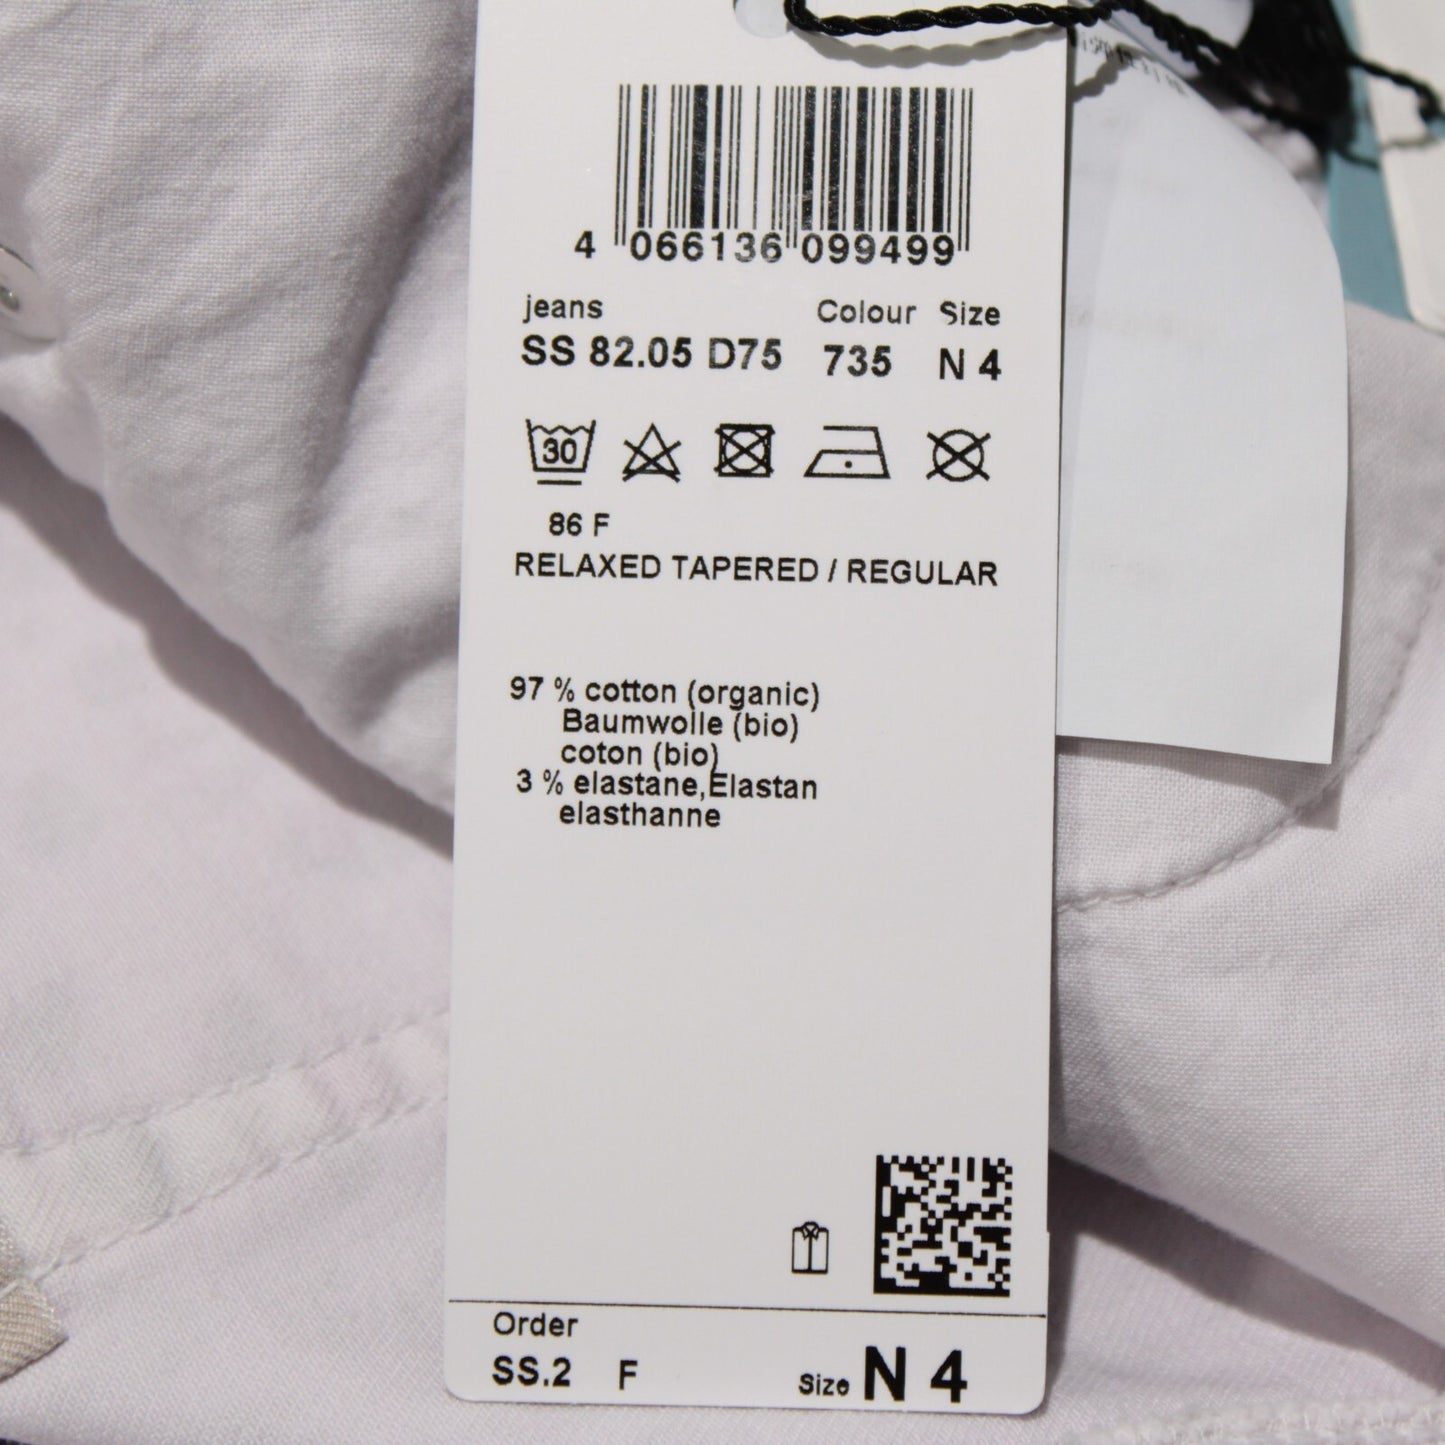 4 066136 099499
jeans Colour Size
SS 82.05 D75 735 N 4
30
86 F
RELAXED TAPERED / REGULAR
97 % cotton (organic)
Baumwolle (bio)
coton (bio)
3 % elastane,Elastan
elasthanne
Order
SS.2 F Size N 4